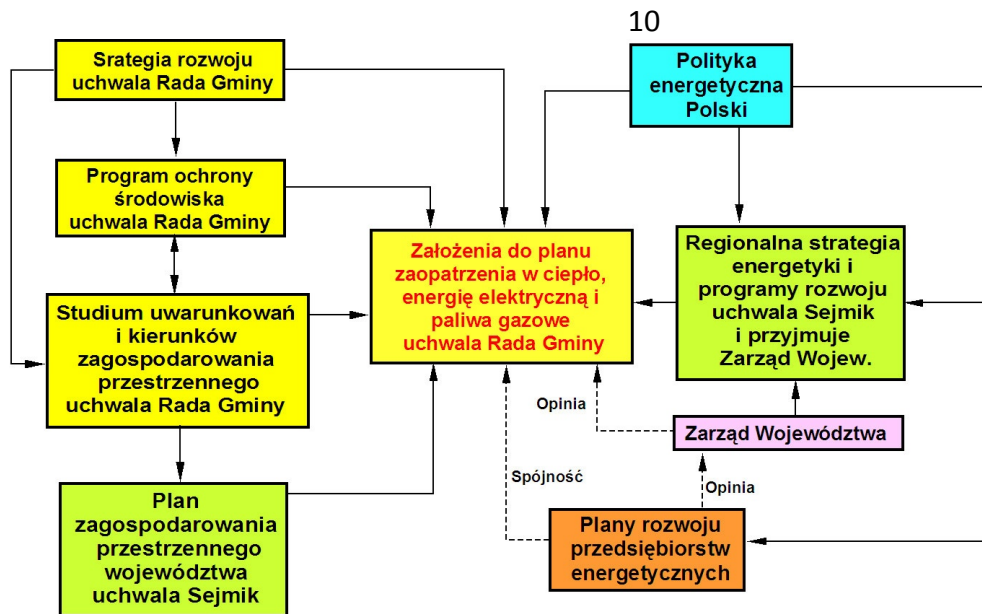 10
Srategia rozwoju
uchwala Rada Gminy
Polityka
energetyczna
Polski
Program ochrony
środowiska
uchwala Rada Gminy
Założenia do planu
zaopatrzenia w ciepło,
energię elektryczną i
paliwa gazowe
uchwala Rada Gminy
Regionalna strategia
energetyki i
programy rozwoju
uchwala Sejmik
i przyjmuje
Zarząd Wojew.
Studium uwarunkowań
i kierunków
zagospodarowania
przestrzennego
uchwala Rada Gminy
Opinia
Zarząd Województwa
Spójność
Opinia
Plan
zagospodarowania
przestrzennego
województwa
uchwala Sejmik
Plany rozwoju
przedsiębiorstw
energetycznych